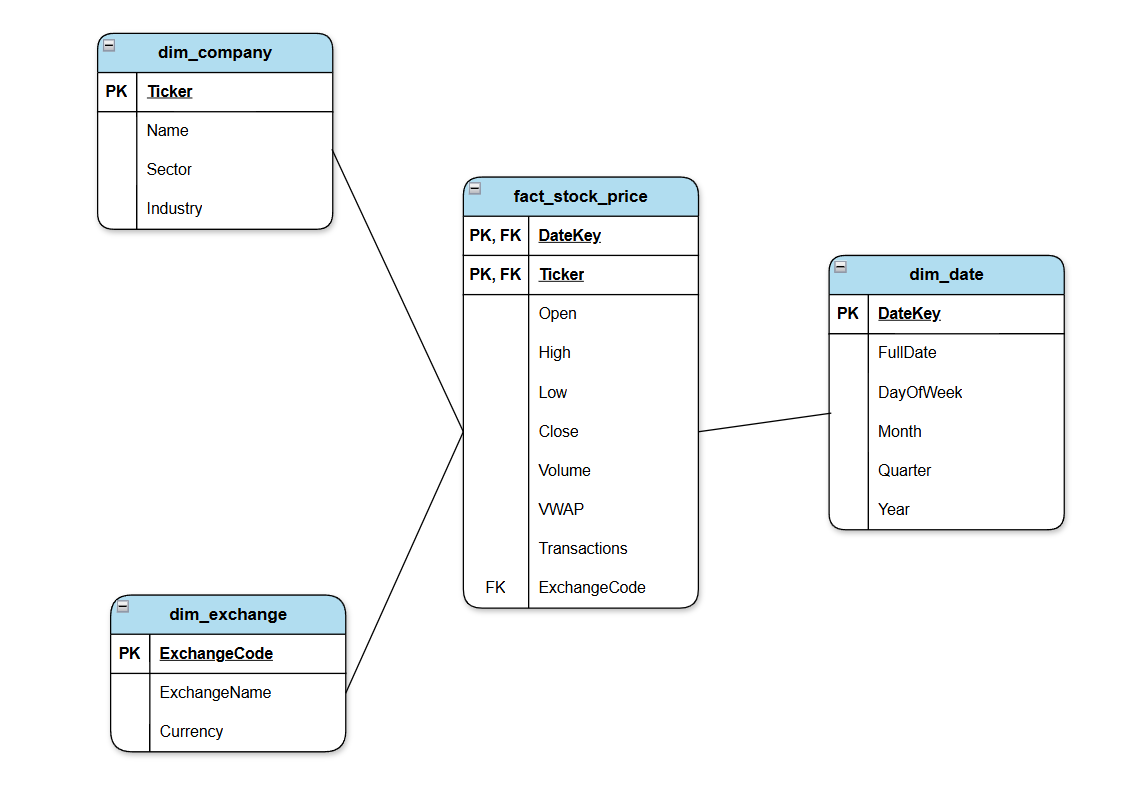 dim_company
PK Ticker
Name
Sector
Industry
fact_stock_price
PK, FK DateKey
PK, FK Ticker
Open
High
Low
Close
Volume
VWAP
Transactions
FK ExchangeCode
dim_date
PK DateKey
FullDate
DayOfWeek
Month
Quarter
Year
dim_exchange
PK ExchangeCode
ExchangeName
Currency